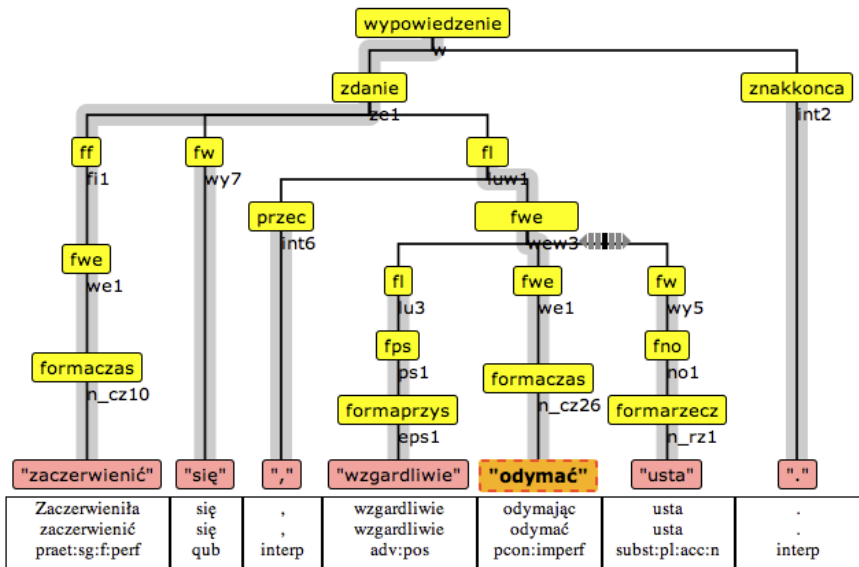 wypowiedzenie
w
zdanie znakkonca
ze1 int2
ff fw fl
fi1 wy7 luw1
przec fwe
int6 wew3
fwe
we1
fl fwe fw
lu3 we1 wy5
fps fno
ps1 no1
formaczas formaczas
n_cz10 n_cz26
formaprzys formarzecz
eps1 n_rz1
"zaczerwienić" "się" "," "wzgardliwie" "odymać" "usta" "."
Zaczerwieniła się , wzgardliwie odymając usta .
zaczerwienić się , wzgardliwie odymać usta .
praet:sg:f:perf qub interp adv:pos pcon:imperf subst:pl:acc:n interp